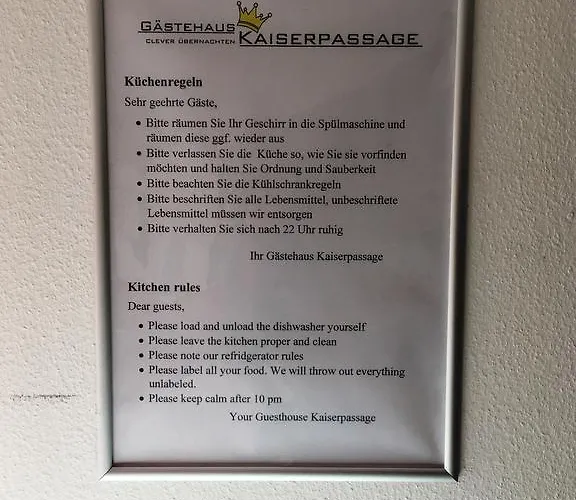 GÄSTEHAUS
CLEVER ÜBERNACHTEN KAISERPASSAGE
Küchenregeln
Sehr geehrte Gäste,
• Bitte räumen Sie Ihr Geschirr in die Spülmaschine und
räumen diese ggf. wieder aus
• Bitte verlassen Sie die Küche so, wie Sie sie vorfinden
möchten und halten Sie Ordnung und Sauberkeit
• Bitte beachten Sie die Kühlschrankregeln
• Bitte beschriften Sie alle Lebensmittel, unbeschriftete
Lebensmittel müssen wir entsorgen
• Bitte verhalten Sie sich nach 22 Uhr ruhig
Ihr Gästehaus Kaiserpassage
Kitchen rules
Dear guests,
• Please load and unload the dishwasher yourself
• Please leave the kitchen proper and clean
• Please note our refridgerator rules
• Please label all your food. We will throw out everything
unlabeled.
• Please keep calm after 10 pm
Your Guesthouse Kaiserpassage